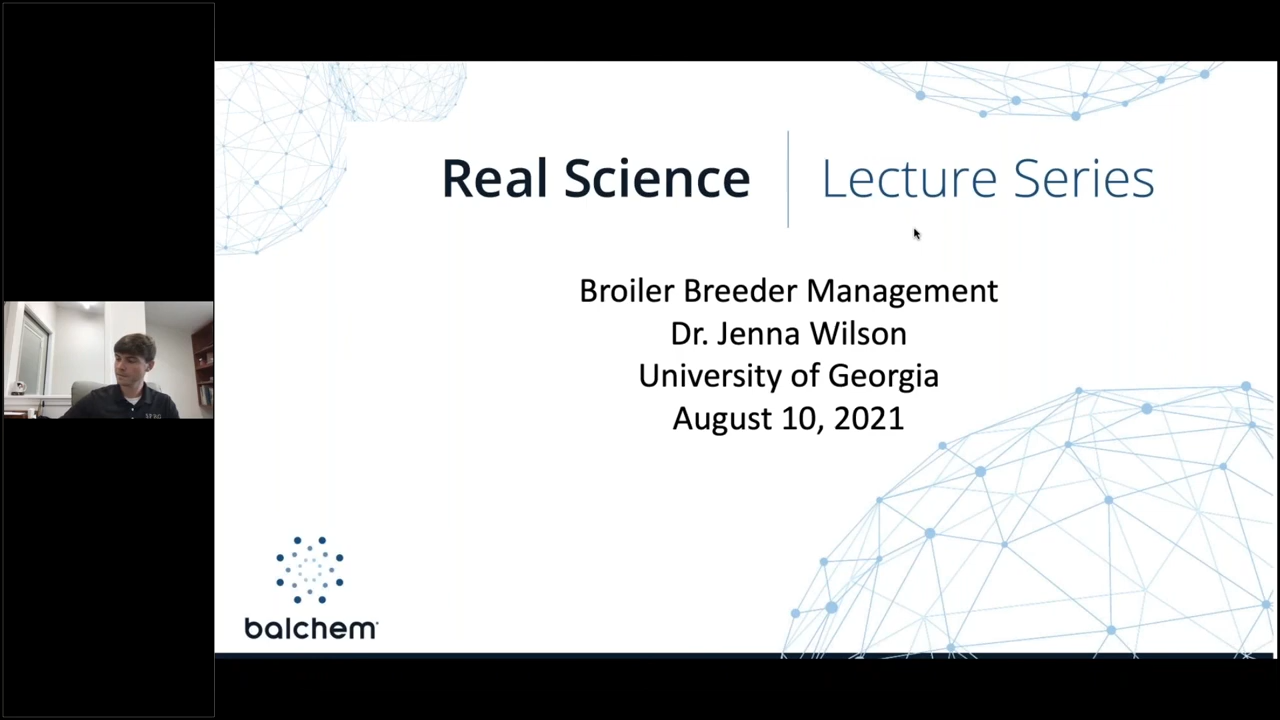 Real Science | Lecture Series
Broiler Breeder Management
Dr. Jenna Wilson
University of Georgia
August 10, 2021
balchem